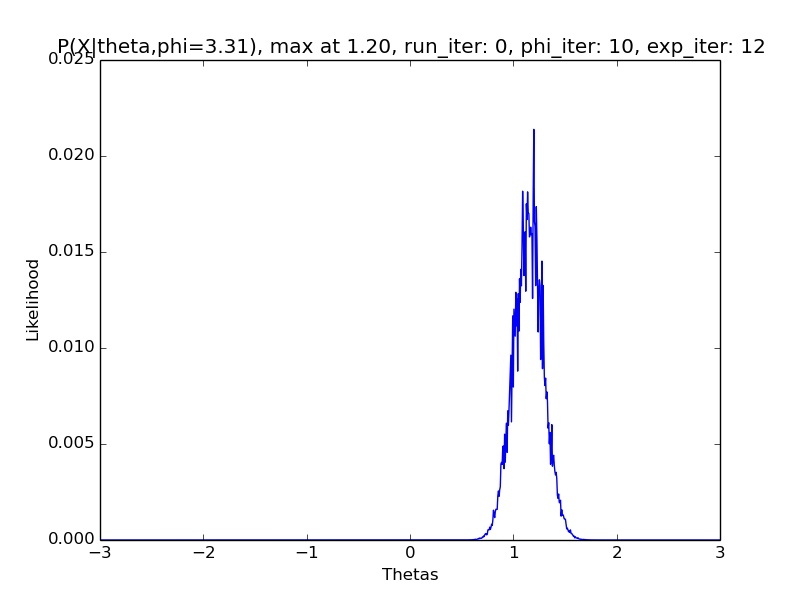 P(X|theta,phi=3.31), max at 1.20, run_iter: 0, phi_iter: 10, exp_iter: 12
0.025
0.020
0.015
0.010
0.005
0.000
Likelihood
−3 −2 −1 0 1 2 3
Thetas